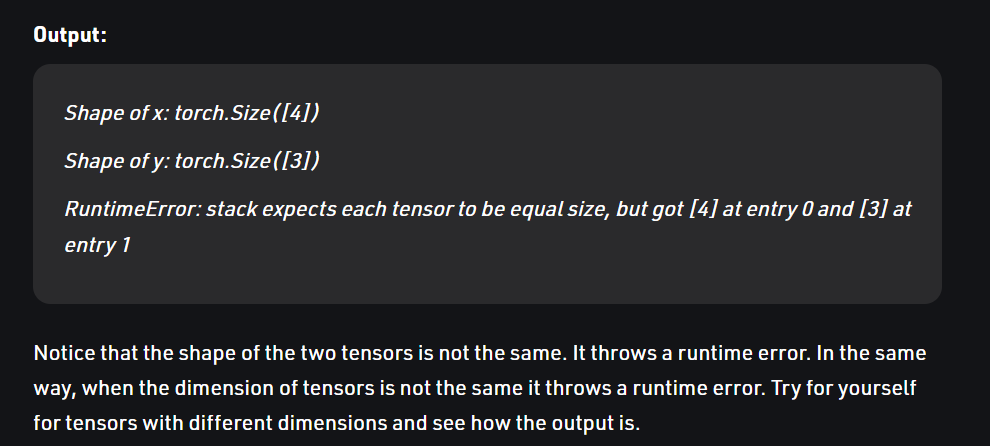 Output:
Shape of x: torch.Size([4])
Shape of y: torch.Size([3])
RuntimeError: stack expects each tensor to be equal size, but got [4] at entry 0 and [3] at
entry 1
Notice that the shape of the two tensors is not the same. It throws a runtime error. In the same
way, when the dimension of tensors is not the same it throws a runtime error. Try for yourself
for tensors with different dimensions and see how the output is.